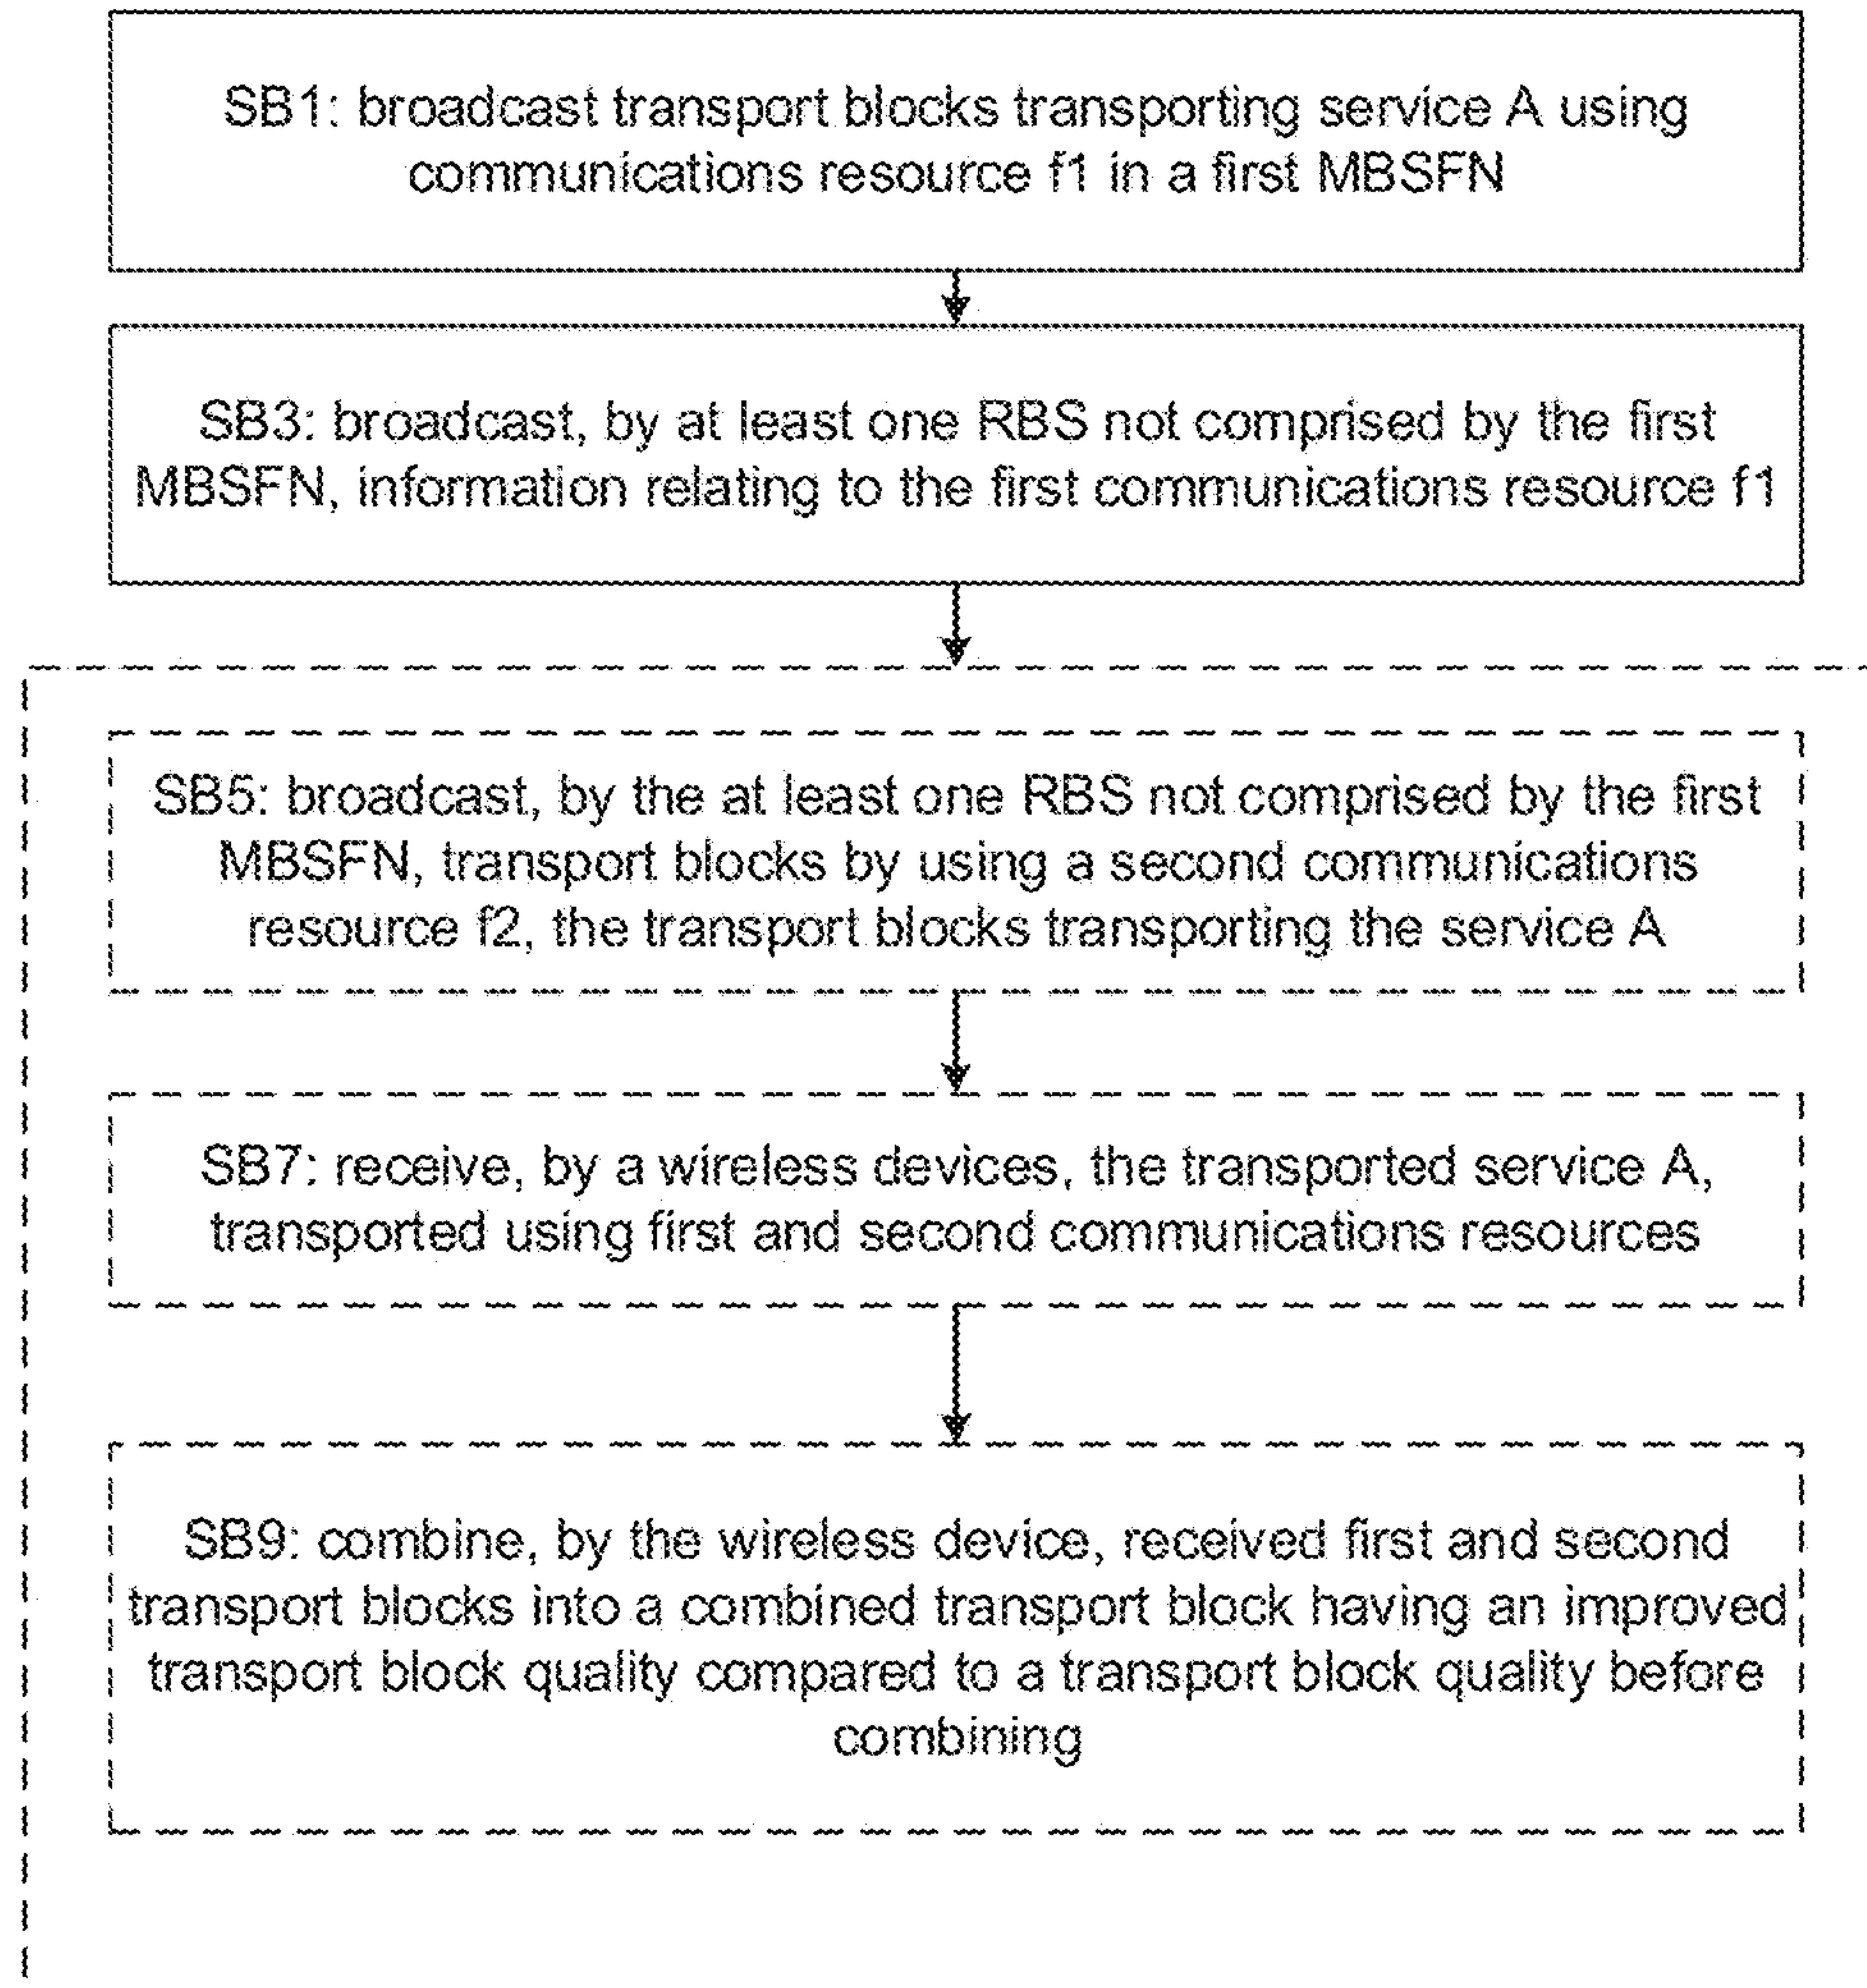 SB1: broadcast transport blocks transporting service A using
communications resource f1 in a first MBSFN
SB3: broadcast, by at least one RBS not comprised by the first
MBSFN, information relating to the first communications resource f1
SB5: broadcast, by the at least one RBS not comprised by the first
MBSFN, transport blocks by using a second communications
resource f2, the transport blocks transporting the service A
SB7: receive, by a wireless devices, the transported service A,
transported using first and second communications resources
SB9: combine, by the wireless device, received first and second
transport blocks into a combined transport block having an improved
transport block quality compared to a transport block quality before
combining